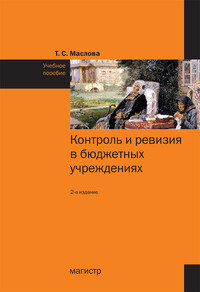 Т. С. Маслова
Учебное
пособие
Контроль и ревизия
в бюджетных
учреждениях
2-е издание
МАГИСТР